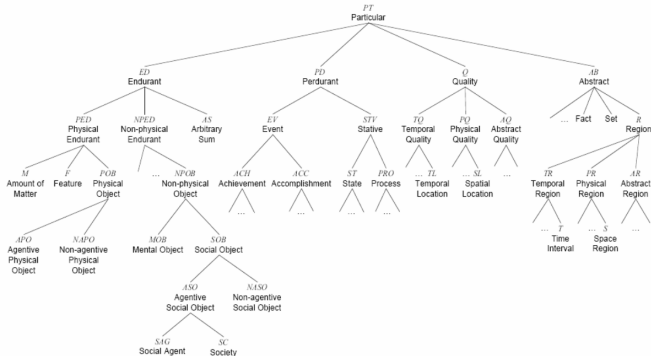 PT
Particular
ED PD Q AB
Endurant Perdurant Quality Abstract
PED NPED AS EV STV TQ PQ AQ ... Fact Set R
Physical Non-physical Arbitrary Event Stative Temporal Physical Abstract Region
Endurant Endurant Sum Quality Quality Quality
M F POB ... NPOB ACH ACC ST PRO ... TL ... SL ... TR PR AR
Amount of Feature Physical Non-physical Achievement Accomplishment State Process Temporal Spatial Temporal Physical Abstract
Matter Object Object Location Location Region Region Region
... ... ... ... ... ... ... ... ... T ... S ...
APO NAPO MOB SOB Time Space
Agentive Non-agentive Mental Object Social Object Interval Region
Physical Physical
Object Object
ASO NASO
Agentive Non-agentive
Social Object Social Object
SAG SC
Social Agent Society